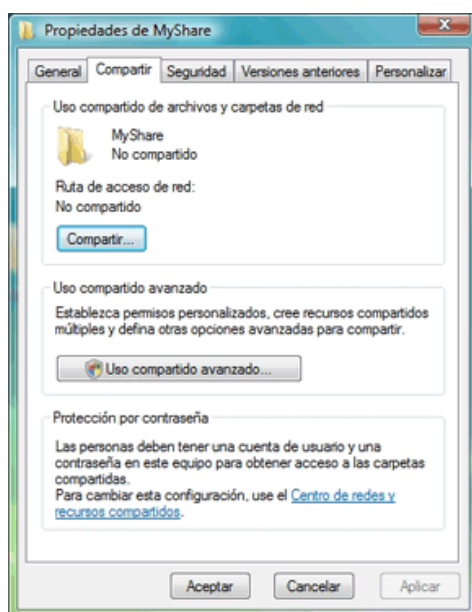 Propiedades de MyShare
General Compartir Seguridad Versiones anteriores Personalizar
Uso compartido de archivos y carpetas de red
MyShare
No compartido
Ruta de acceso de red:
No compartido
Compartir...
Uso compartido avanzado
Establezca permisos personalizados, cree recursos compartidos
múltiples y defina otras opciones avanzadas para compartir.
Uso compartido avanzado...
Protección por contraseña
Las personas deben tener una cuenta de usuario y una
contraseña en este equipo para obtener acceso a las carpetas
compartidas.
Para cambiar esta configuración, use el Centro de redes y
recursos compartidos.
Aceptar Cancelar Aplicar